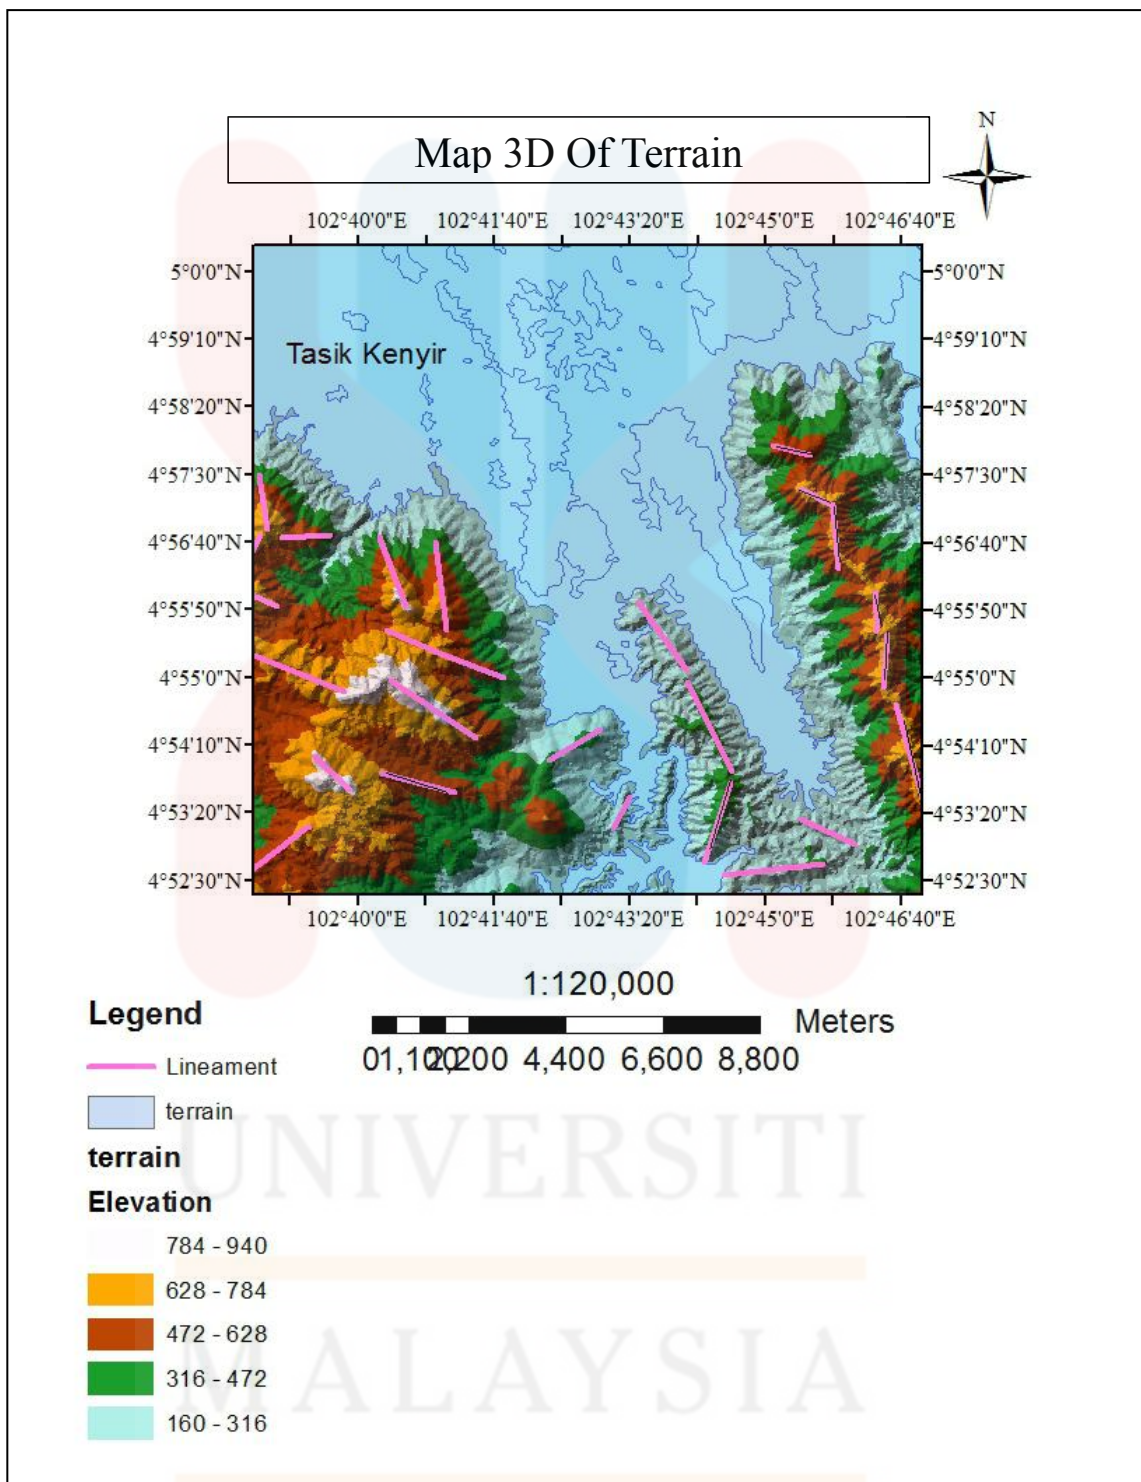 Map 3D Of Terrain
N
102°40'0"E 102°41'40"E 102°43'20"E 102°45'0"E 102°46'40"E
5°0'0"N 5°0'0"N
4°59'10"N 4°59'10"N
Tasik Kenyir
4°58'20"N 4°58'20"N
4°57'30"N 4°57'30"N
4°56'40"N 4°56'40"N
4°55'50"N 4°55'50"N
4°55'0"N 4°55'0"N
4°54'10"N 4°54'10"N
4°53'20"N 4°53'20"N
4°52'30"N 4°52'30"N
102°40'0"E 102°41'40"E 102°43'20"E 102°45'0"E 102°46'40"E
1:120,000
Meters
0 1,100 2,200 4,400 6,600 8,800
Legend
Lineament
terrain
terrain
Elevation
784 - 940
628 - 784
472 - 628
316 - 472
160 - 316
UNIVERSITI
MALAYSIA